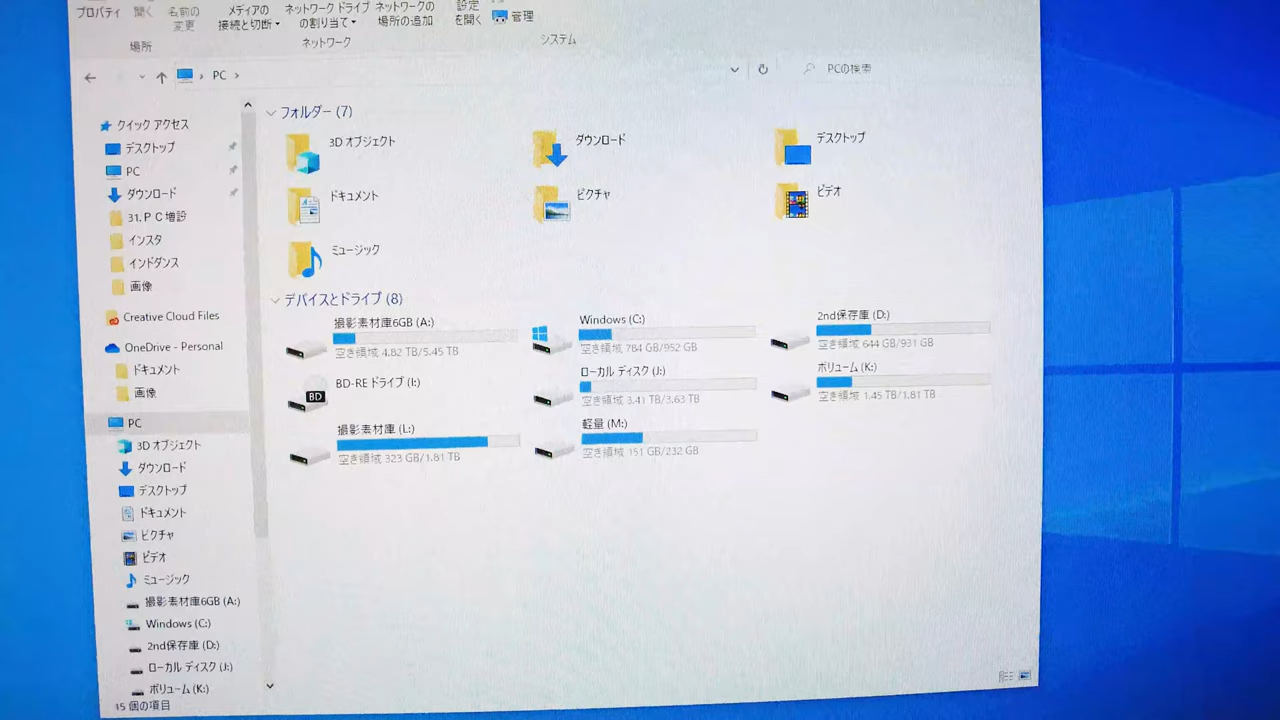 プロパティ
開く
名前の
変更
メディアの
接続と切断
ネットワーク ドライブ
の割り当て
ネットワークの
場所の追加
設定
を開く
管理
場所
ネットワーク
システム
PC
PCの検索
クイック アクセス
デスクトップ
PC
ダウンロード
31.ＰＣ増設
インスタ
インドダンス
画像
Creative Cloud Files
OneDrive - Personal
ドキュメント
画像
PC
3D オブジェクト
ダウンロード
デスクトップ
ドキュメント
ピクチャ
ビデオ
ミュージック
撮影素材庫6GB (A:)
Windows (C:)
2nd保存庫 (D:)
ローカル ディスク (J:)
ボリューム (K:)
15 個の項目
フォルダー (7)
3D オブジェクト
ダウンロード
デスクトップ
ドキュメント
ピクチャ
ビデオ
ミュージック
デバイスとドライブ (8)
撮影素材庫6GB (A:)
空き領域 4.82 TB/5.45 TB
Windows (C:)
空き領域 784 GB/952 GB
2nd保存庫 (D:)
空き領域 644 GB/931 GB
BD-RE ドライブ (I:)
BD
ローカル ディスク (J:)
空き領域 3.41 TB/3.63 TB
ボリューム (K:)
空き領域 1.45 TB/1.81 TB
撮影素材庫 (L:)
空き領域 323 GB/1.81 TB
軽量 (M:)
空き領域 151 GB/232 GB